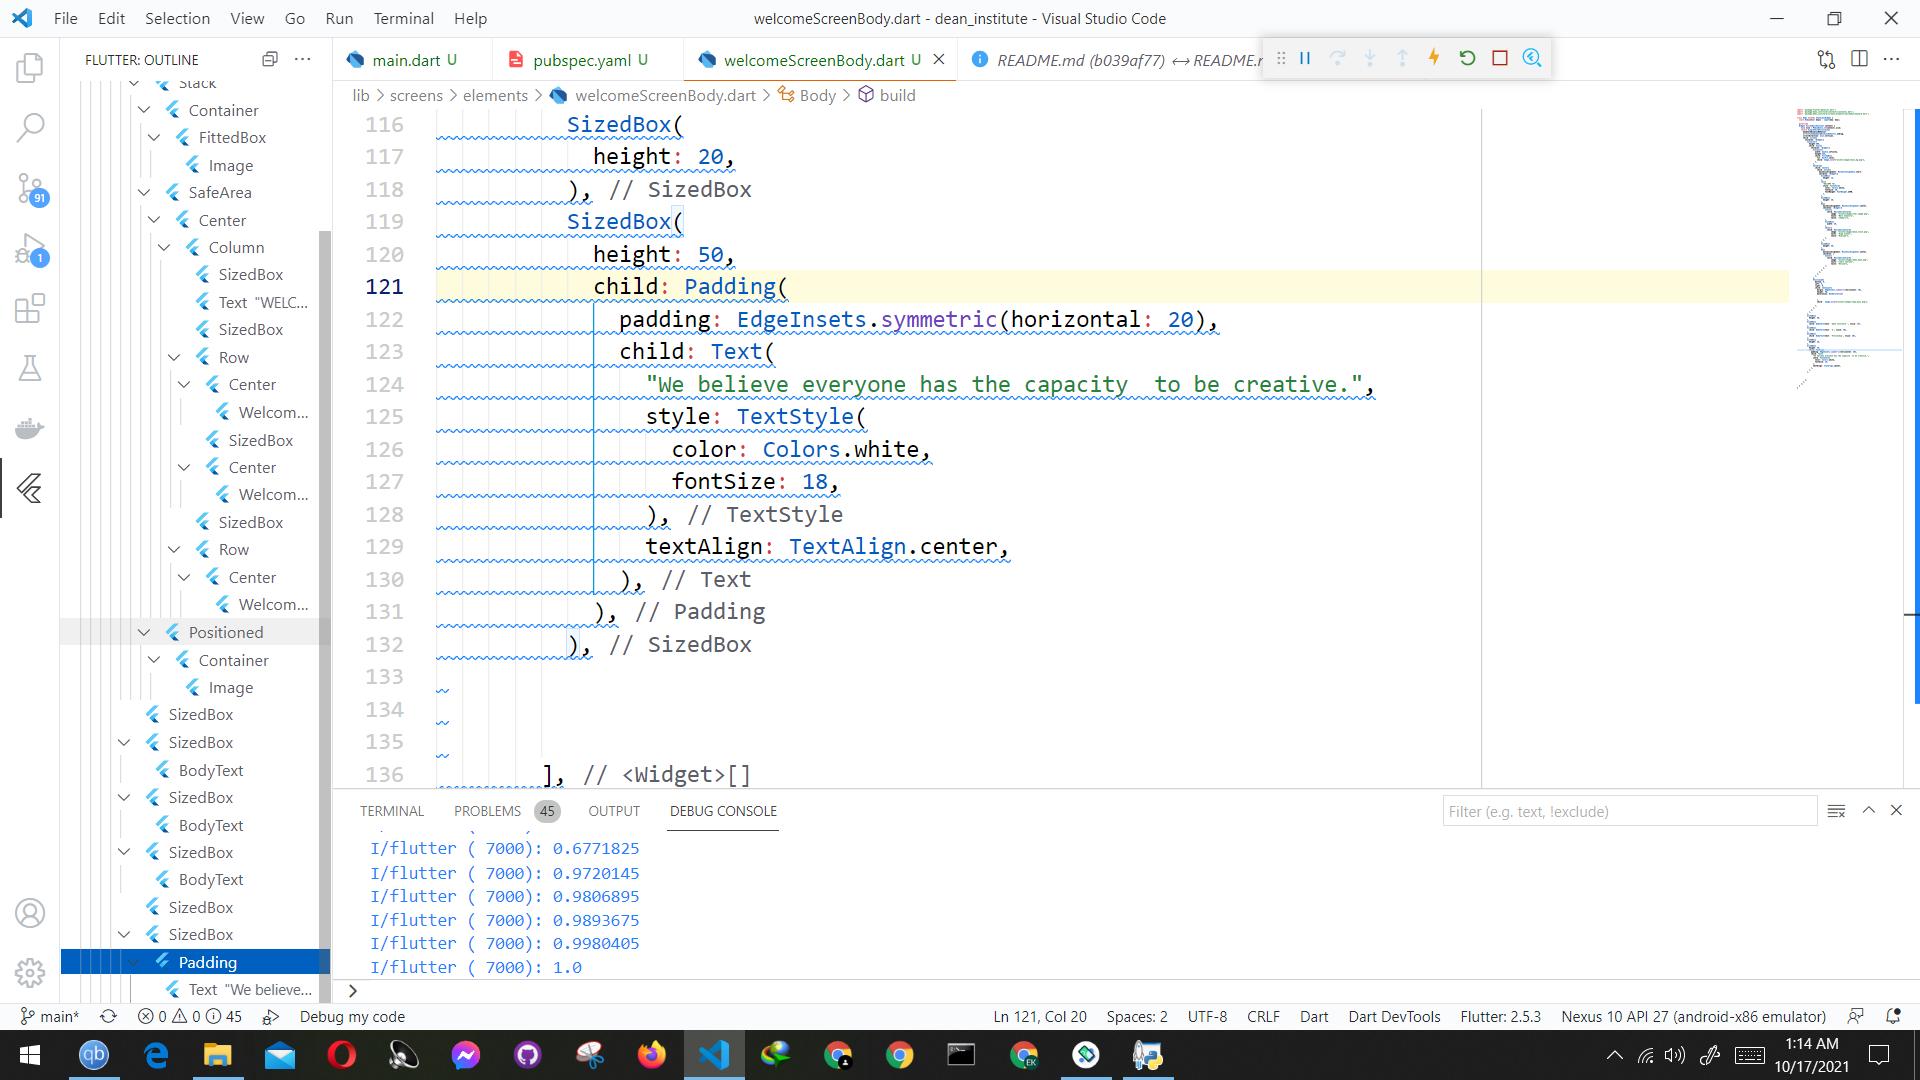 File Edit Selection View Go Run Terminal Help
welcomeScreenBody.dart - dean_institute - Visual Studio Code
FLUTTER: OUTLINE
main.dart U
pubspec.yaml U
welcomeScreenBody.dart U
README.md (b039af77) ↔ README.r
lib > screens > elements > welcomeScreenBody.dart > Body > build
91
1
Stack
Container
FittedBox
Image
SafeArea
Center
Column
SizedBox
Text "WELC...
SizedBox
Row
Center
Welcom...
SizedBox
Center
Welcom...
SizedBox
Row
Center
Welcom...
Positioned
Container
Image
SizedBox
SizedBox
BodyText
SizedBox
BodyText
SizedBox
BodyText
SizedBox
SizedBox
Padding
Text "We believe...
116 SizedBox(
117 height: 20,
118 ), // SizedBox
119 SizedBox(
120 height: 50,
121 child: Padding(
122 padding: EdgeInsets.symmetric(horizontal: 20),
123 child: Text(
124 "We believe everyone has the capacity  to be creative.",
125 style: TextStyle(
126 color: Colors.white,
127 fontSize: 18,
128 ), // TextStyle
129 textAlign: TextAlign.center,
130 ), // Text
131 ), // Padding
132 ), // SizedBox
133
134
135
136 ], // <Widget>[]
TERMINAL PROBLEMS 45 OUTPUT DEBUG CONSOLE
Filter (e.g. text, !exclude)
I/flutter ( 7000): 0.6771825
I/flutter ( 7000): 0.9720145
I/flutter ( 7000): 0.9806895
I/flutter ( 7000): 0.9893675
I/flutter ( 7000): 0.9980405
I/flutter ( 7000): 1.0
main* 0 0 45 Debug my code
Ln 121, Col 20 Spaces: 2 UTF-8 CRLF Dart Dart DevTools Flutter: 2.5.3 Nexus 10 API 27 (android-x86 emulator)
qb
EK
1:14 AM
10/17/2021